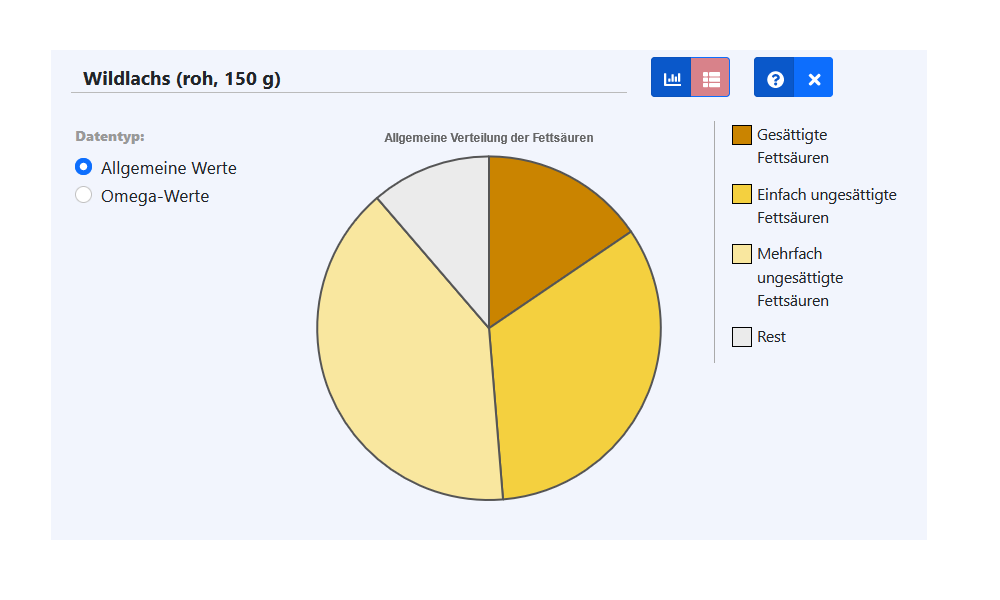 Wildlachs (roh, 150 g)
Datentyp:
Allgemeine Werte
Omega-Werte
Allgemeine Verteilung der Fettsäuren
Gesättigte
Fettsäuren
Einfach ungesättigte
Fettsäuren
Mehrfach
ungesättigte
Fettsäuren
Rest